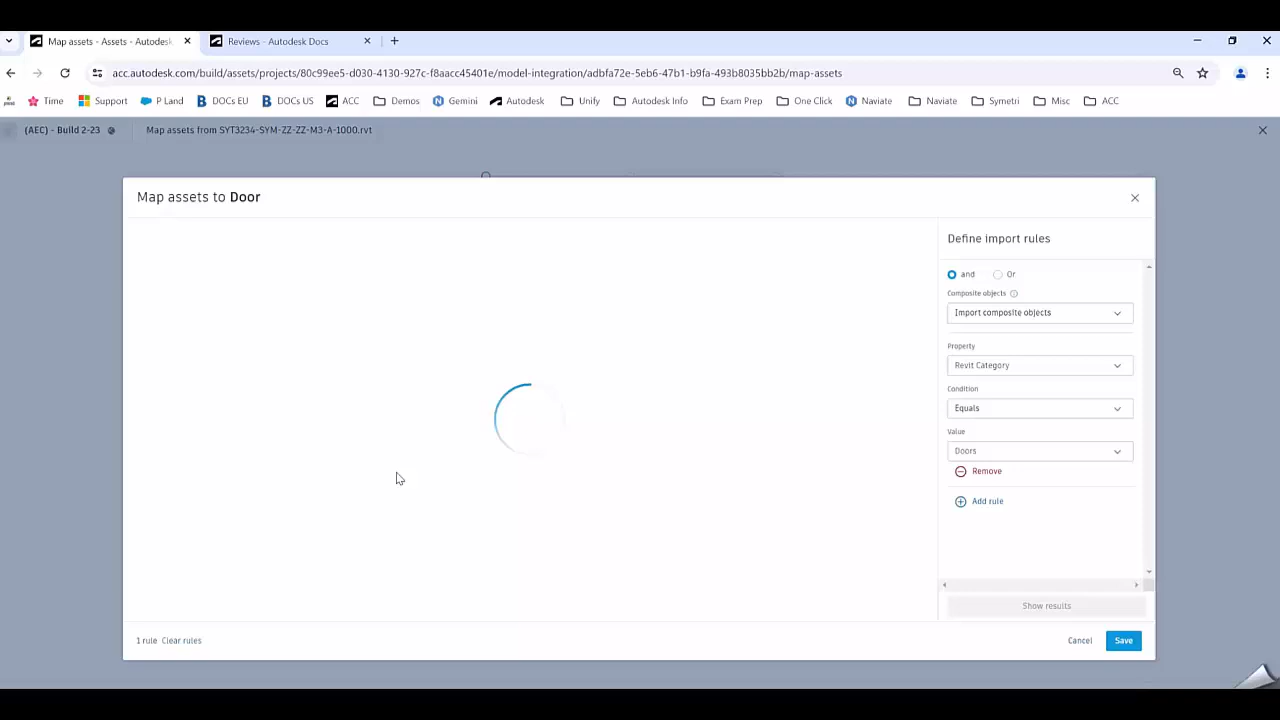 Map assets - Assets - Autodesk
Reviews - Autodesk Docs
acc.autodesk.com/build/assets/projects/80c99ee5-d030-4130-927c-f8aacc45401e/model-integration/adbfa72e-5eb6-47b1-b9fa-493b8035bb2b/map-assets
Time Support P Land DOCs EU DOCs US ACC Demos Gemini Autodesk Unify Autodesk Info Exam Prep One Click Naviate Naviate Symetri Misc ACC
(AEC) - Build 2-23 Map assets from SYT3234-SYM-ZZ-ZZ-M3-A-1000.rvt
Map assets to Door
Define import rules
and Or
Composite objects
Import composite objects
Property
Revit Category
Condition
Equals
Value
Doors
Remove
Add rule
Show results
1 rule Clear rules
Cancel Save